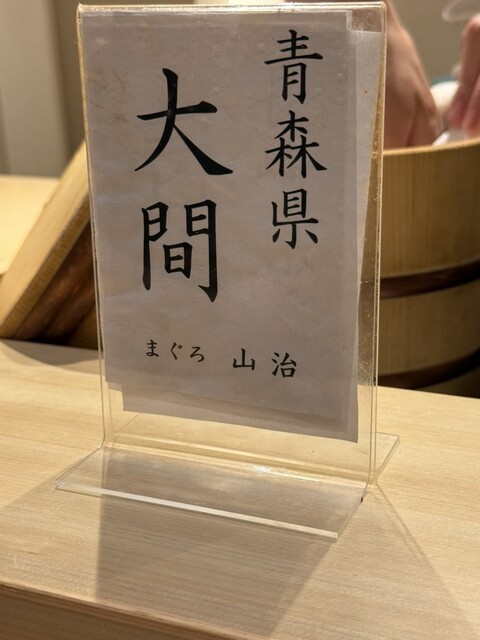 青森県
大間
まぐろ 山治